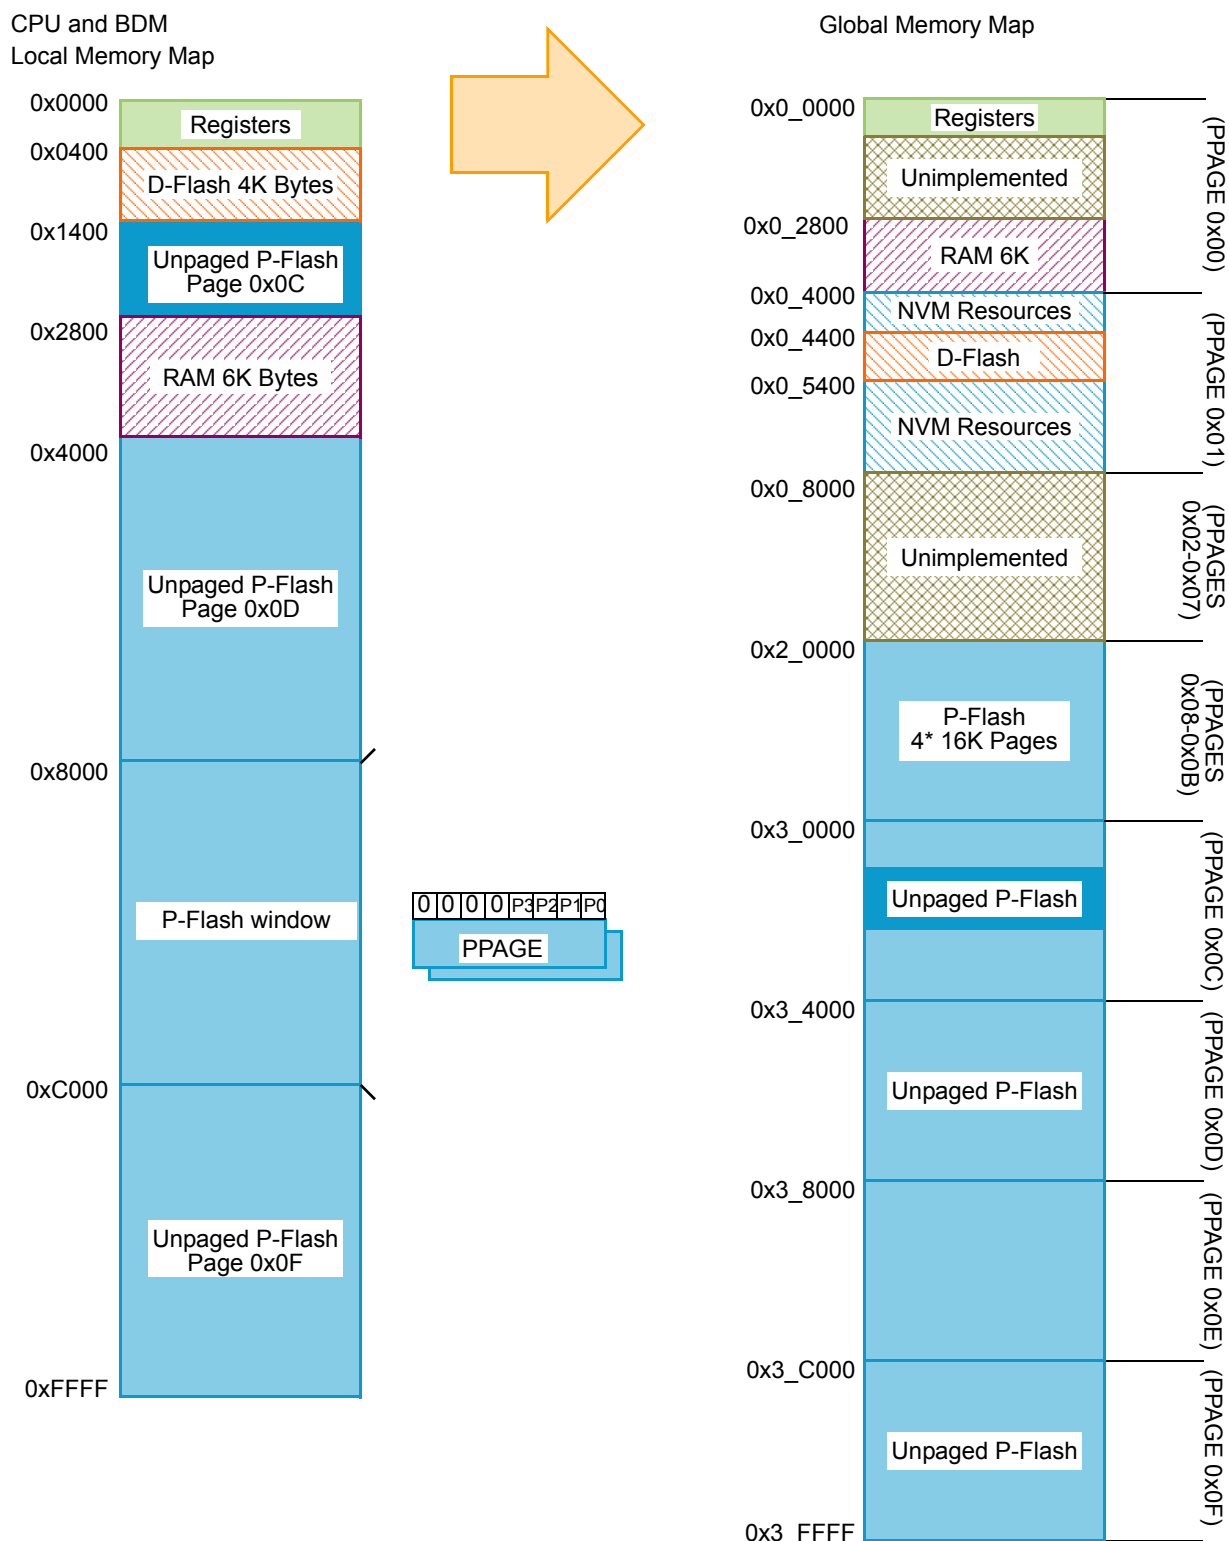 CPU and BDM
Local Memory Map
0x0000
Registers
0x0400
D-Flash 4K Bytes
0x1400
Unpaged P-Flash
Page 0x0C
0x2800
RAM 6K Bytes
0x4000
Unpaged P-Flash
Page 0x0D
0x8000
P-Flash window
0xC000
Unpaged P-Flash
Page 0x0F
0xFFFF
0 0 0 0 P3 P2 P1 P0
PPAGE
Global Memory Map
0x0_0000
Registers
Unimplemented
(PPAGE 0x00)
0x0_2800
RAM 6K
0x0_4000
NVM Resources
0x0_4400
D-Flash
(PPAGE 0x01)
0x0_5400
NVM Resources
0x0_8000
Unimplemented
(PPAGES
0x02-0x07)
0x2_0000
P-Flash
4* 16K Pages
(PPAGES
0x08-0x0B)
0x3_0000
Unpaged P-Flash
(PPAGE 0x0C)
0x3_4000
Unpaged P-Flash
(PPAGE 0x0D)
0x3_8000
(PPAGE 0x0E)
0x3_C000
Unpaged P-Flash
(PPAGE 0x0F)
0x3_FFFF